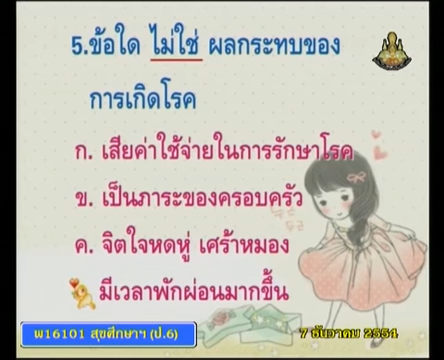 5.ข้อใด ไม่ใช่ ผลกระทบของ
การเกิดโรค
ก. เสียค่าใช้จ่ายในการรักษาโรค
ข. เป็นภาระของครอบครัว
ค. จิตใจหดหู่ เศร้าหมอง
มีเวลาพักผ่อนมากขึ้น
พ16101 สุขศึกษาฯ (ป.6)
7 ธันวาคม 2554